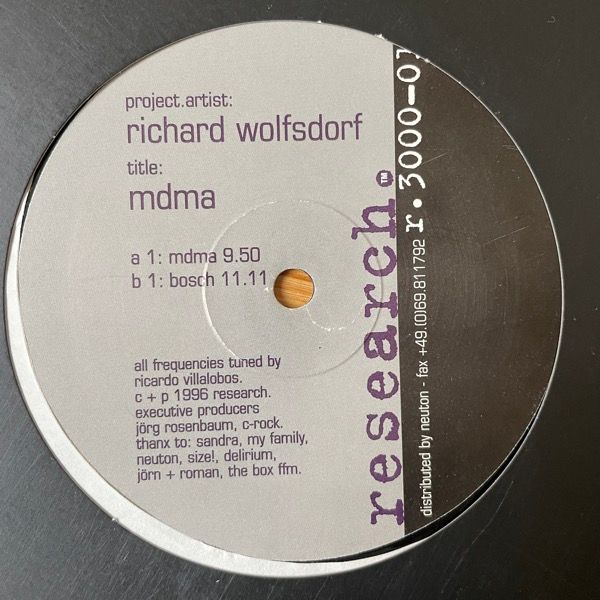 project.artist:
richard wolfsdorf
title:
mdma
a 1: mdma 9.50
b 1: bosch 11.11
all frequencies tuned by
ricardo villalobos.
c + p 1996 research.
executive producers
jörg rosenbaum, c-rock.
thanx to: sandra, my family,
neuton, size!, delirium,
jörn + roman, the box ffm.
research.™
r.3000-01
distributed by neuton - fax +49.(0)69.811792